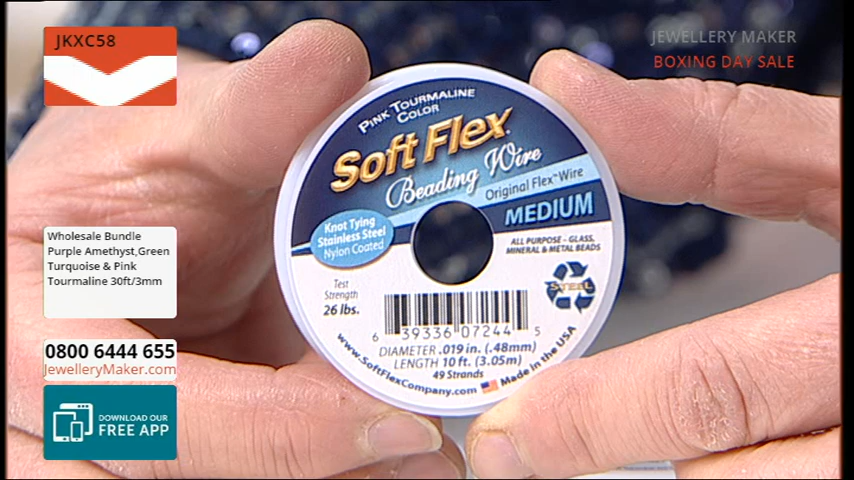 JKXC58
JEWELLERY MAKER
BOXING DAY SALE
PINK TOURMALINE
COLOR
Soft Flex®
Beading Wire
Original Flex™ Wire
MEDIUM
Knot Tying
Stainless Steel
Nylon Coated
ALL PURPOSE – GLASS,
MINERAL & METAL BEADS
STEEL
Test
Strength
26 lbs.
6 39336 07244 5
DIAMETER .019 in. (.48mm)
LENGTH 10 ft. (3.05m)
49 Strands
www.SoftFlexCompany.com
Made in the USA
Wholesale Bundle
Purple Amethyst,Green
Turquoise & Pink
Tourmaline 30ft/3mm
0800 6444 655
JewelleryMaker.com
DOWNLOAD OUR
FREE APP